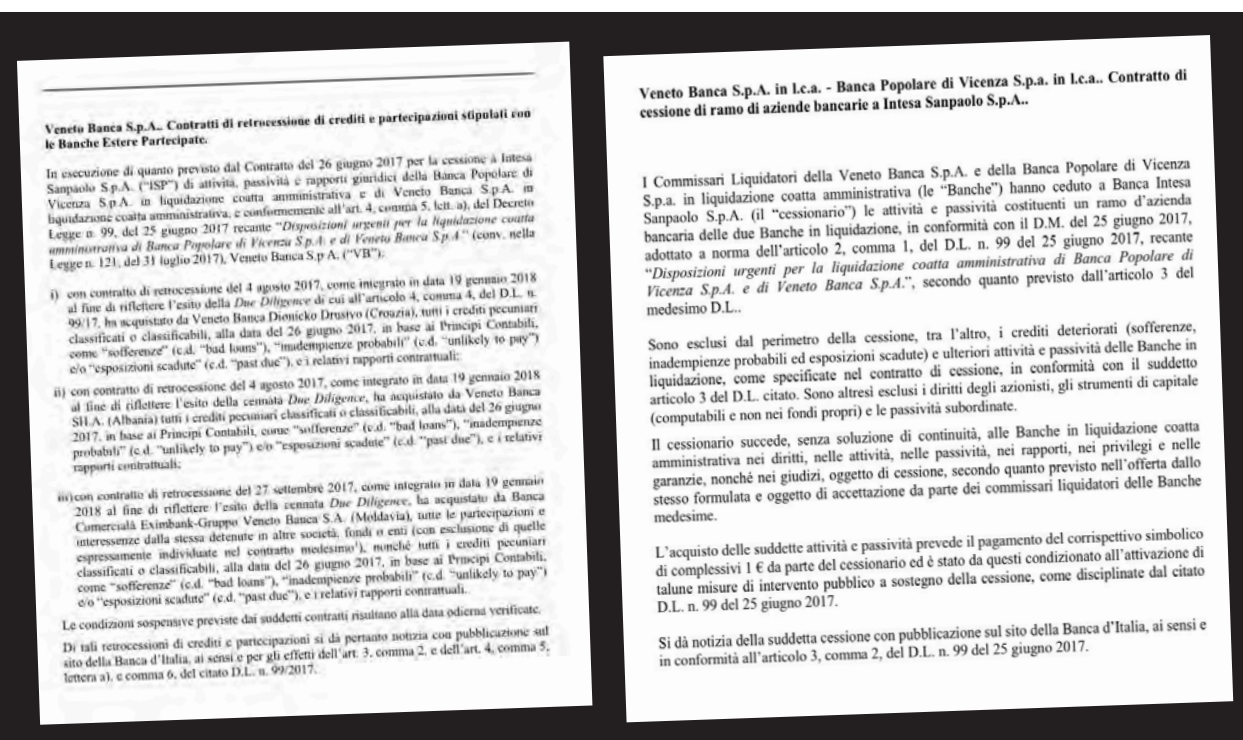 Veneto Banca S.p.A.. Contratti di retrocessione di crediti e partecipazioni stipulati con
le Banche Estere Partecipate.
In esecuzione di quanto previsto dal Contratto del 26 giugno 2017 per la cessione a Intesa
Sanpaolo S.p.A. (“ISP”) di attività, passività e rapporti giuridici della Banca Popolare di
Vicenza S.p.A. in liquidazione coatta amministrativa e di Veneto Banca S.p.A. in
liquidazione coatta amministrativa, e conformemente all'art. 4, comma 5, lett. a), del Decreto
Legge n. 99, del 25 giugno 2017 recante “Disposizioni urgenti per la liquidazione coatta
amministrativa di Banca Popolare di Vicenza S.p.A. e di Veneto Banca S.p.A.” (conv. nella
Legge n. 121, del 31 luglio 2017), Veneto Banca S.p A. (“VB”):
i) con contratto di retrocessione del 4 agosto 2017, come integrato in data 19 gennaio 2018
al fine di riflettere l'esito della Due Diligence di cui all'articolo 4, comma 4, del D.L. n.
99/17, ha acquistato da Veneto Banca Dionicko Drustvo (Croazia), tutti i crediti pecuniari
classificati o classificabili, alla data del 26 giugno 2017, in base ai Principi Contabili,
come “sofferenze” (c.d. “bad loans”), “inadempienze probabili” (c.d. “unlikely to pay”)
e/o “esposizioni scadute” (c.d. “past due”), e i relativi rapporti contrattuali;
ii) con contratto di retrocessione del 4 agosto 2017, come integrato in data 19 gennaio 2018
al fine di riflettere l'esito della cennata Due Diligence, ha acquistato da Veneto Banca
SH.A. (Albania) tutti i crediti pecuniari classificati o classificabili, alla data del 26 giugno
2017, in base ai Principi Contabili, come “sofferenze” (c.d. “bad loans”), “inadempienze
probabili” (c.d. “unlikely to pay”) e/o “esposizioni scadute” (c.d. “past due”), e i relativi
rapporti contrattuali;
iii)con contratto di retrocessione del 27 settembre 2017, come integrato in data 19 gennaio
2018 al fine di riflettere l'esito della cennata Due Diligence, ha acquistato da Banca
Comercială Eximbank-Gruppo Veneto Banca S.A. (Moldavia), tutte le partecipazioni e
interessenze dalla stessa detenute in altre società, fondi o enti (con esclusione di quelle
espressamente individuate nel contratto medesimo¹), nonché tutti i crediti pecuniari
classificati o classificabili, alla data del 26 giugno 2017, in base ai Principi Contabili,
come “sofferenze” (c.d. “bad loans”), “inadempienze probabili” (c.d. “unlikely to pay”)
e/o “esposizioni scadute” (c.d. “past due”), e i relativi rapporti contrattuali.
Le condizioni sospensive previste dai suddetti contratti risultano alla data odierna verificate.
Di tali retrocessioni di crediti e partecipazioni si dà pertanto notizia con pubblicazione sul
sito della Banca d'Italia, ai sensi e per gli effetti dell'art. 3, comma 2, e dell'art. 4, comma 5,
lettera a), e comma 6, del citato D.L. n. 99/2017.
Veneto Banca S.p.A. in l.c.a. - Banca Popolare di Vicenza S.p.a. in l.c.a.. Contratto di
cessione di ramo di aziende bancarie a Intesa Sanpaolo S.p.A..
I Commissari Liquidatori della Veneto Banca S.p.A. e della Banca Popolare di Vicenza
S.p.a. in liquidazione coatta amministrativa (le “Banche”) hanno ceduto a Banca Intesa
Sanpaolo S.p.A. (il “cessionario”) le attività e passività costituenti un ramo d'azienda
bancaria delle due Banche in liquidazione, in conformità con il D.M. del 25 giugno 2017,
adottato a norma dell'articolo 2, comma 1, del D.L. n. 99 del 25 giugno 2017, recante
“Disposizioni urgenti per la liquidazione coatta amministrativa di Banca Popolare di
Vicenza S.p.A. e di Veneto Banca S.p.A.”, secondo quanto previsto dall'articolo 3 del
medesimo D.L..
Sono esclusi dal perimetro della cessione, tra l'altro, i crediti deteriorati (sofferenze,
inadempienze probabili ed esposizioni scadute) e ulteriori attività e passività delle Banche in
liquidazione, come specificate nel contratto di cessione, in conformità con il suddetto
articolo 3 del D.L. citato. Sono altresì esclusi i diritti degli azionisti, gli strumenti di capitale
(computabili e non nei fondi propri) e le passività subordinate.
Il cessionario succede, senza soluzione di continuità, alle Banche in liquidazione coatta
amministrativa nei diritti, nelle attività, nelle passività, nei rapporti, nei privilegi e nelle
garanzie, nonché nei giudizi, oggetto di cessione, secondo quanto previsto nell'offerta dallo
stesso formulata e oggetto di accettazione da parte dei commissari liquidatori delle Banche
medesime.
L'acquisto delle suddette attività e passività prevede il pagamento del corrispettivo simbolico
di complessivi 1 € da parte del cessionario ed è stato da questi condizionato all'attivazione di
talune misure di intervento pubblico a sostegno della cessione, come disciplinate dal citato
D.L. n. 99 del 25 giugno 2017.
Si dà notizia della suddetta cessione con pubblicazione sul sito della Banca d'Italia, ai sensi e
in conformità all'articolo 3, comma 2, del D.L. n. 99 del 25 giugno 2017.